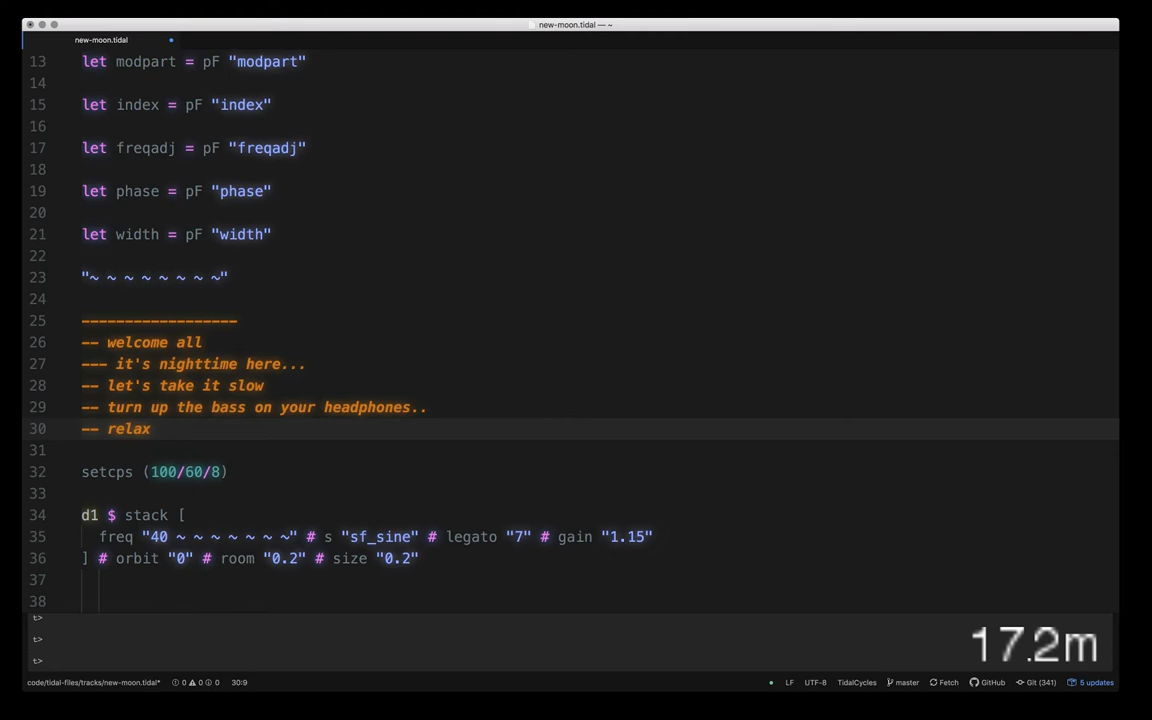 new-moon.tidal — ~
new-moon.tidal
13 let modpart = pF "modpart"
14
15 let index = pF "index"
16
17 let freqadj = pF "freqadj"
18
19 let phase = pF "phase"
20
21 let width = pF "width"
22
23 "~ ~ ~ ~ ~ ~ ~ ~"
24
25 ------------------
26 -- welcome all
27 --- it's nighttime here...
28 -- let's take it slow
29 -- turn up the bass on your headphones..
30 -- relax
31
32 setcps (100/60/8)
33
34 d1 $ stack [
35 freq "40 ~ ~ ~ ~ ~ ~ ~" # s "sf_sine" # legato "7" # gain "1.15"
36 ] # orbit "0" # room "0.2" # size "0.2"
37
38
t>
t>
t>
17.2m
code/tidal-files/tracks/new-moon.tidal* 0 0 0 30:9 LF UTF-8 TidalCycles master Fetch GitHub Git (341) 5 updates